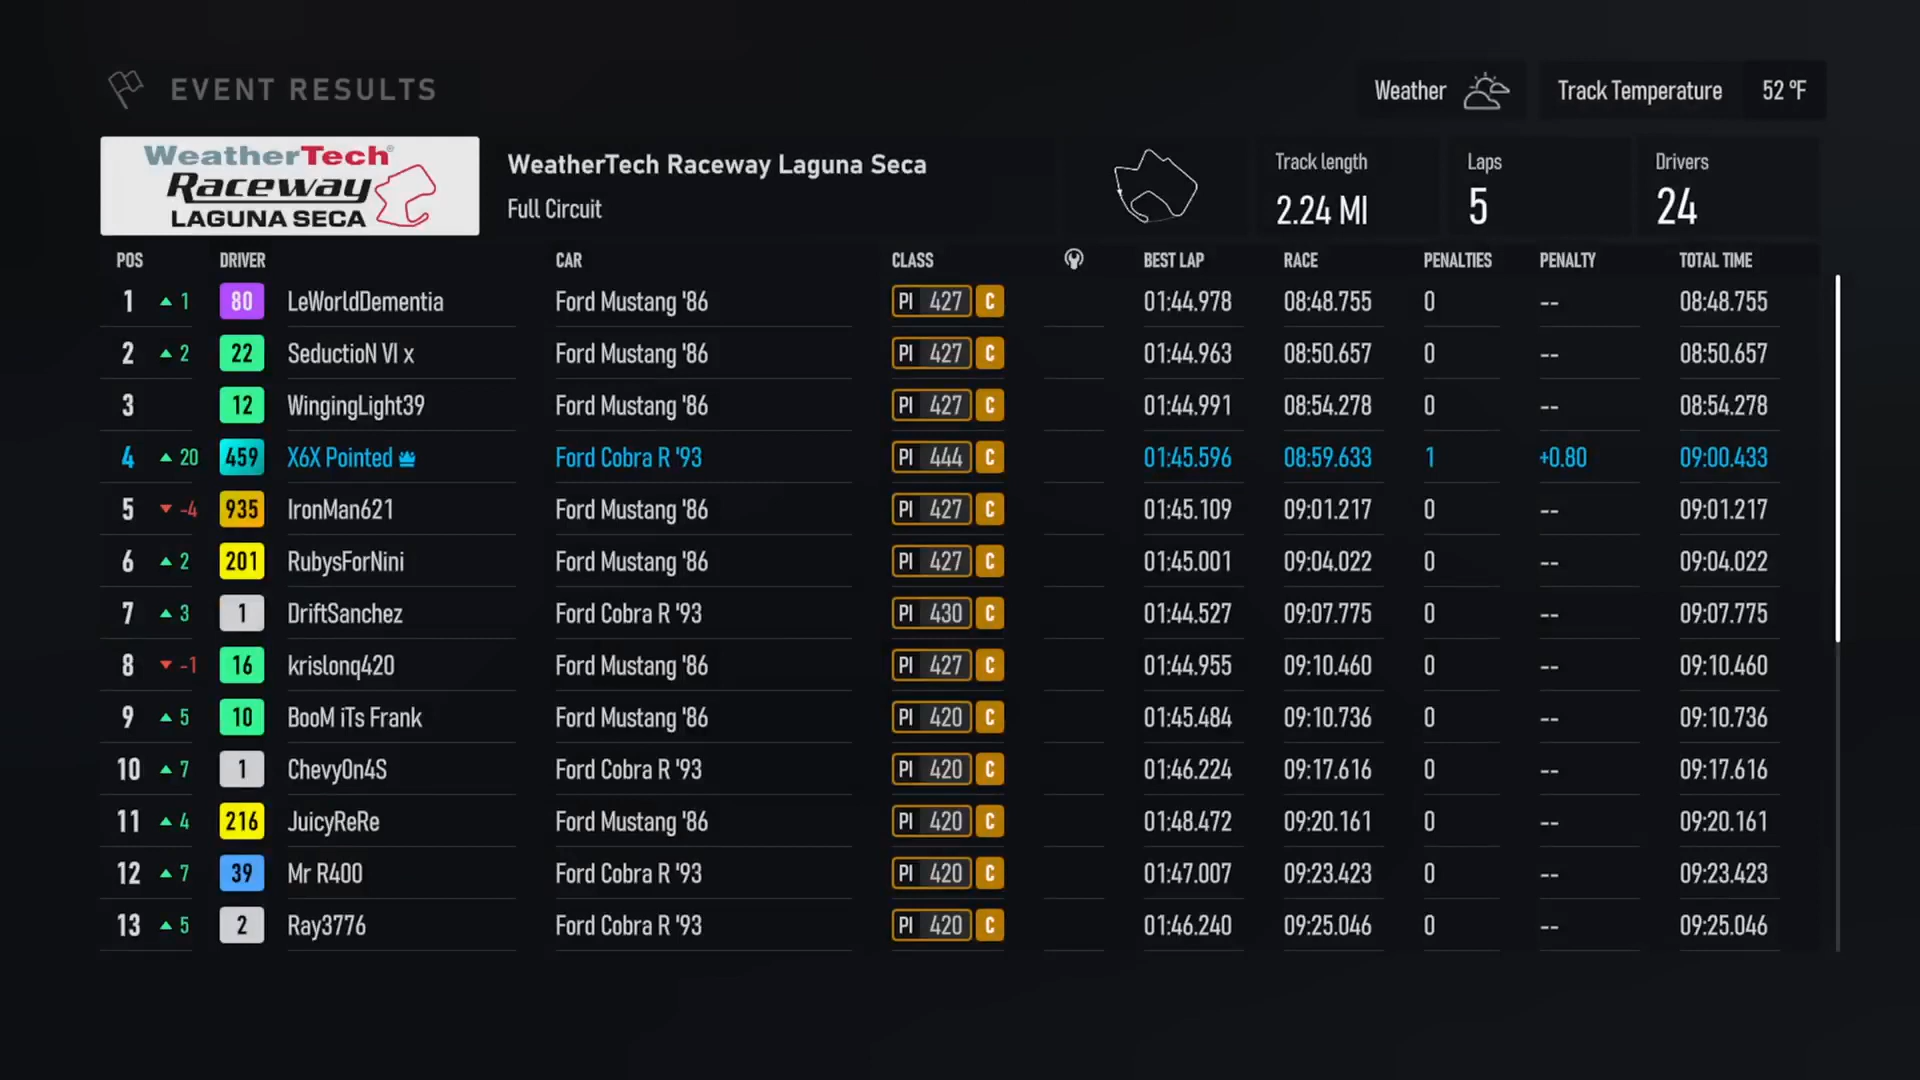 EVENT RESULTS
Weather
Track Temperature 52 °F
WeatherTech®
Raceway
LAGUNA SECA
WeatherTech Raceway Laguna Seca
Full Circuit
Track length
2.24 MI
Laps
5
Drivers
24
POS DRIVER CAR CLASS BEST LAP RACE PENALTIES PENALTY TOTAL TIME
1 1 80 LeWorldDementia Ford Mustang '86 PI 427 C 01:44.978 08:48.755 0 -- 08:48.755
2 2 22 SeductioN VI x Ford Mustang '86 PI 427 C 01:44.963 08:50.657 0 -- 08:50.657
3 12 WingingLight39 Ford Mustang '86 PI 427 C 01:44.991 08:54.278 0 -- 08:54.278
4 20 459 X6X Pointed Ford Cobra R '93 PI 444 C 01:45.596 08:59.633 1 +0.80 09:00.433
5 -4 935 IronMan621 Ford Mustang '86 PI 427 C 01:45.109 09:01.217 0 -- 09:01.217
6 2 201 RubysForNini Ford Mustang '86 PI 427 C 01:45.001 09:04.022 0 -- 09:04.022
7 3 1 DriftSanchez Ford Cobra R '93 PI 430 C 01:44.527 09:07.775 0 -- 09:07.775
8 -1 16 krislonq420 Ford Mustang '86 PI 427 C 01:44.955 09:10.460 0 -- 09:10.460
9 5 10 BooM iTs Frank Ford Mustang '86 PI 420 C 01:45.484 09:10.736 0 -- 09:10.736
10 7 1 ChevyOn4S Ford Cobra R '93 PI 420 C 01:46.224 09:17.616 0 -- 09:17.616
11 4 216 JuicyReRe Ford Mustang '86 PI 420 C 01:48.472 09:20.161 0 -- 09:20.161
12 7 39 Mr R400 Ford Cobra R '93 PI 420 C 01:47.007 09:23.423 0 -- 09:23.423
13 5 2 Ray3776 Ford Cobra R '93 PI 420 C 01:46.240 09:25.046 0 -- 09:25.046